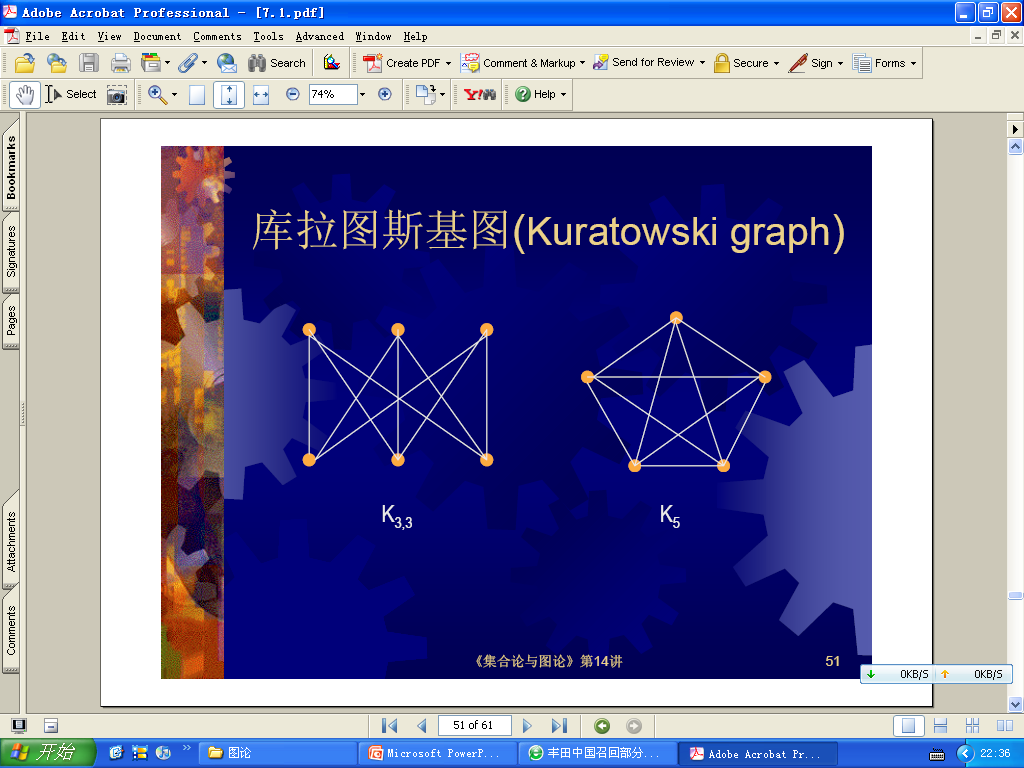 Adobe Acrobat Professional - [7.1.pdf]
File Edit View Document Comments Tools Advanced Window Help
Search Create PDF Comment & Markup Send for Review Secure Sign Forms
Select 74% Y! Help
Bookmarks
Signatures
Pages
Attachments
Comments
库拉图斯基图(Kuratowski graph)
K3,3
K5
《集合论与图论》第14讲
51
0KB/S 0KB/S
51 of 61
开始 图论 Microsoft PowerP... 丰田中国召回部分... Adobe Acrobat Pr... 22:36